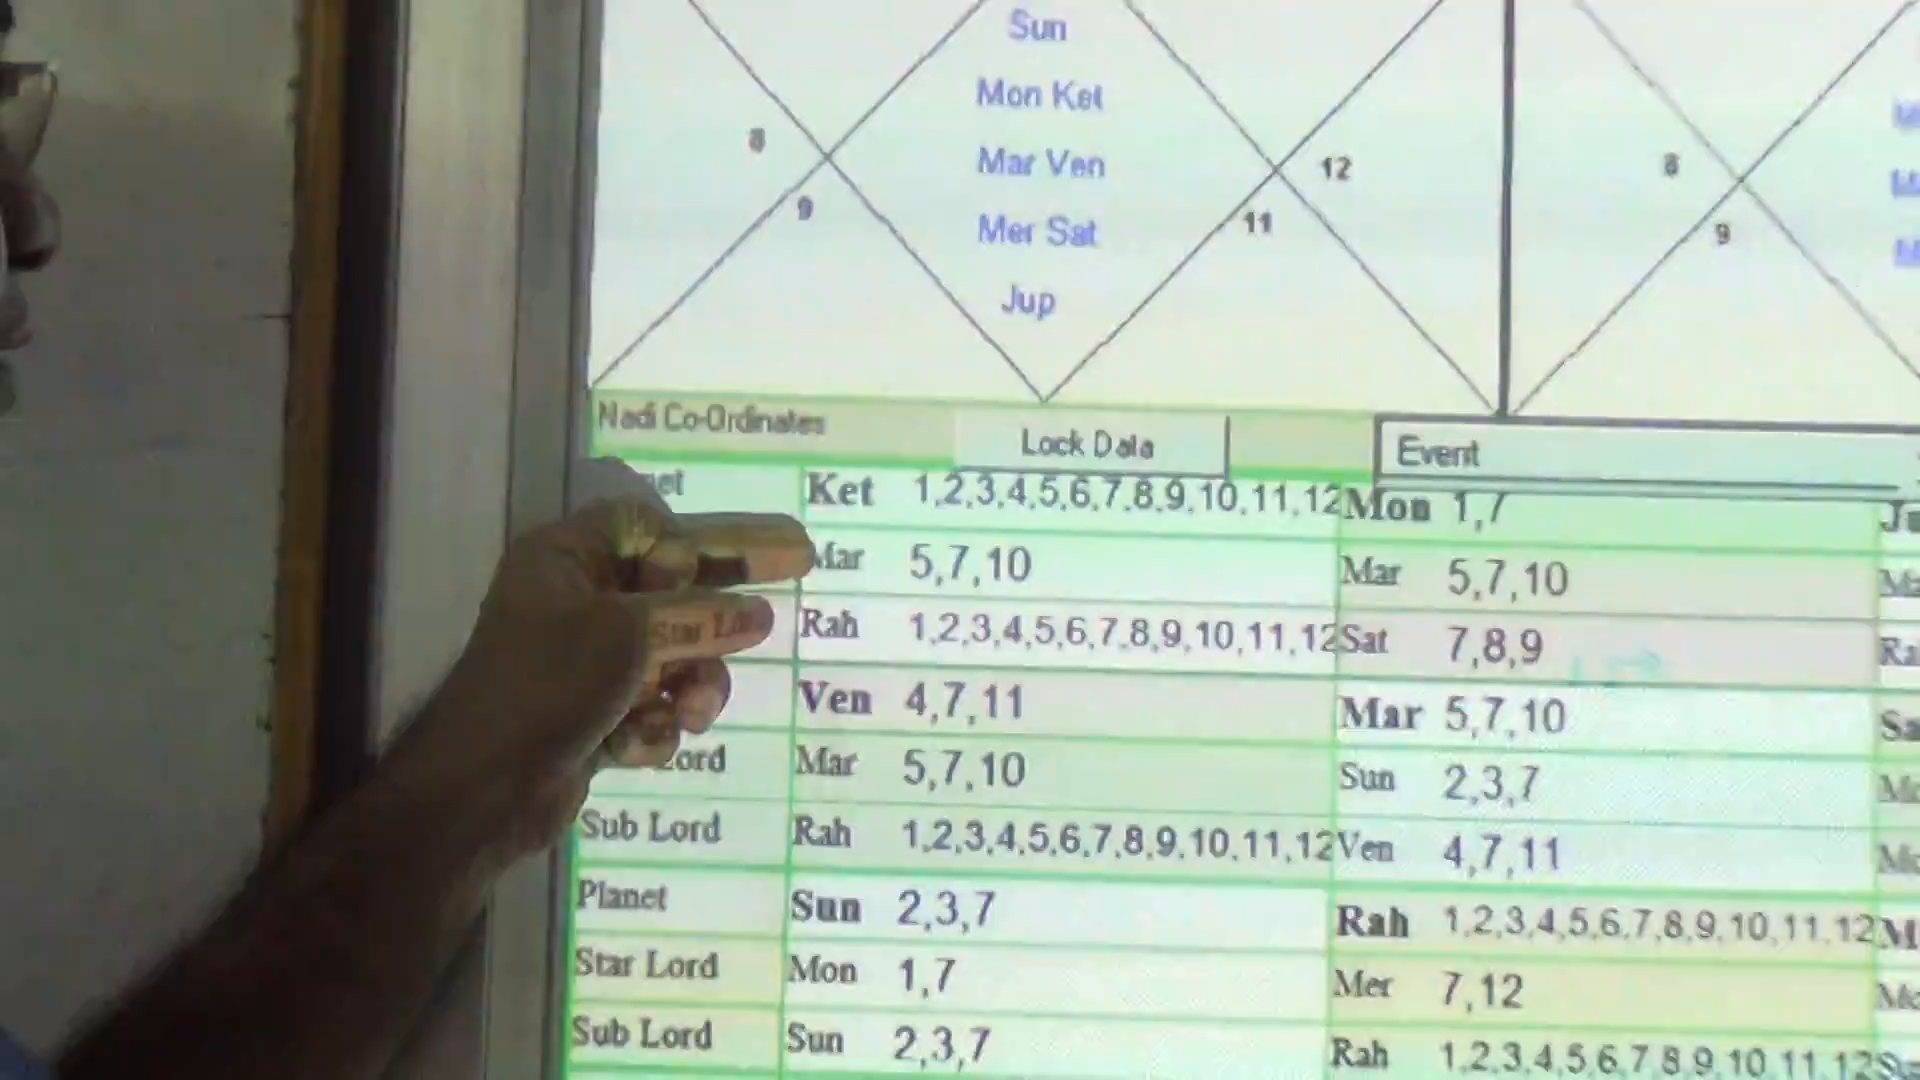 Sun
Mon Ket
Mar Ven
Mer Sat
Jup
8
9
11
12
8
9
Nadi Co-Ordinates
Lock Data
Event
Ket 1,2,3,4,5,6,7,8,9,10,11,12 Mon 1,7
Mar 5,7,10 Mar 5,7,10
Star Rah 1,2,3,4,5,6,7,8,9,10,11,12 Sat 7,8,9
Ven 4,7,11 Mar 5,7,10
Lord Mar 5,7,10 Sun 2,3,7
Sub Lord Rah 1,2,3,4,5,6,7,8,9,10,11,12 Ven 4,7,11
Planet Sun 2,3,7 Rah 1,2,3,4,5,6,7,8,9,10,11,12
Star Lord Mon 1,7 Mer 7,12
Sub Lord Sun 2,3,7 Rah 1,2,3,4,5,6,7,8,9,10,11,12